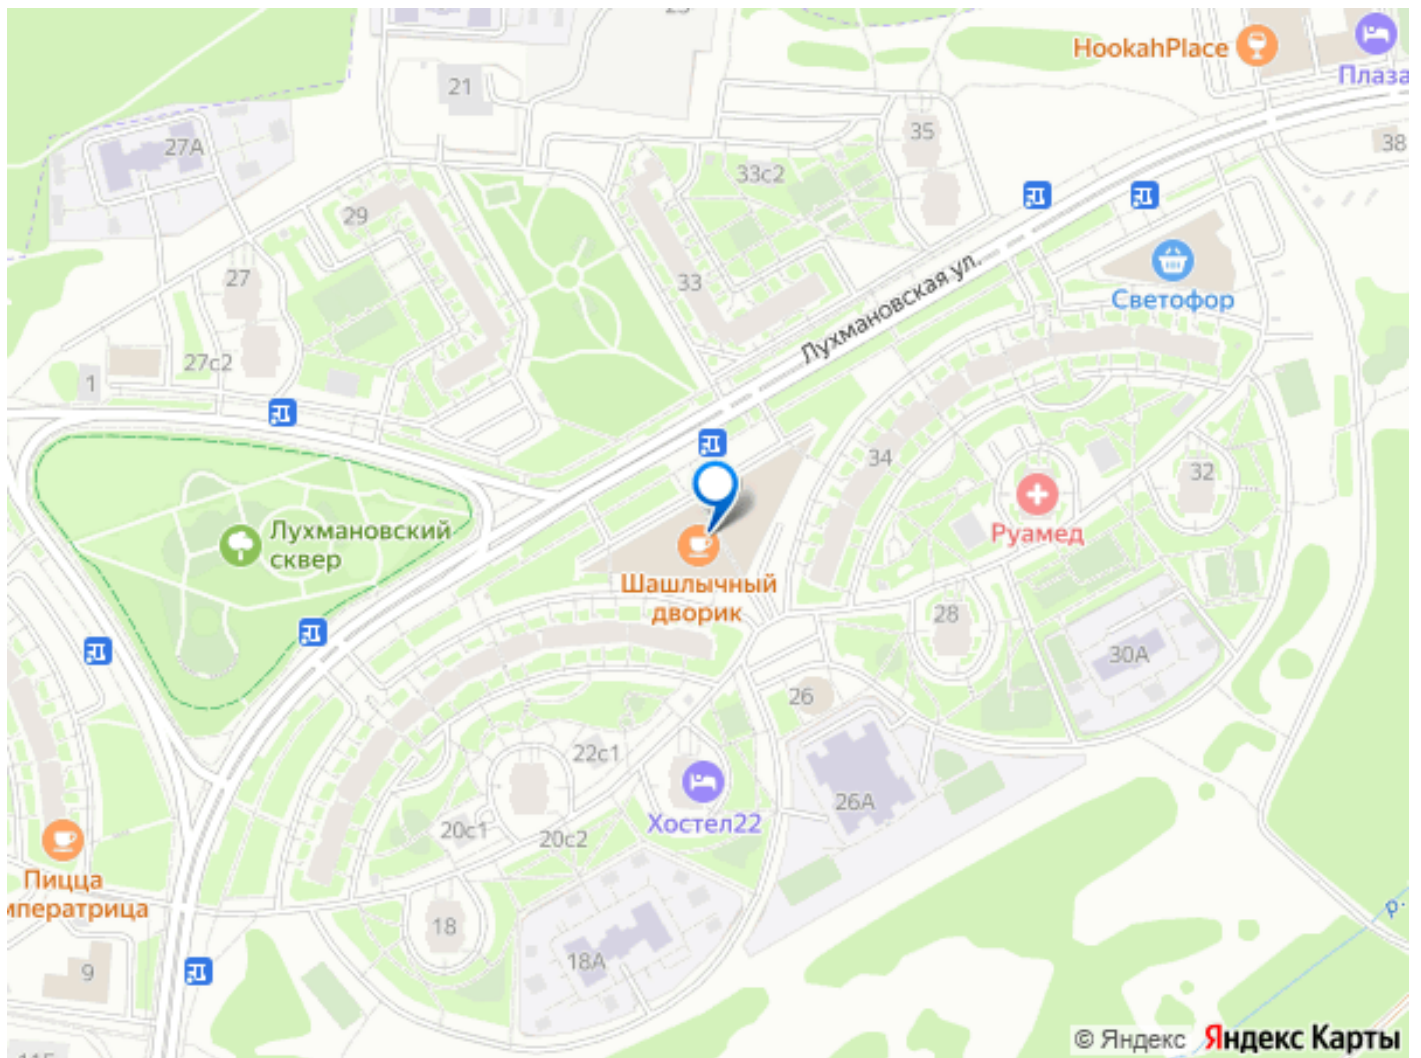 HookahPlace
Плаза
21
27А
35
38
33с2
29
27
33
Лухмановская ул.
Светофор
27с2
1
34
32
Руамед
Лухмановский
сквер
Шашлычный
дворик
28
30А
26
22с1
26А
Хостел22
20с1
20с2
Пицца
мператрица
18
18А
9
р.
© Яндекс Яндекс Карты